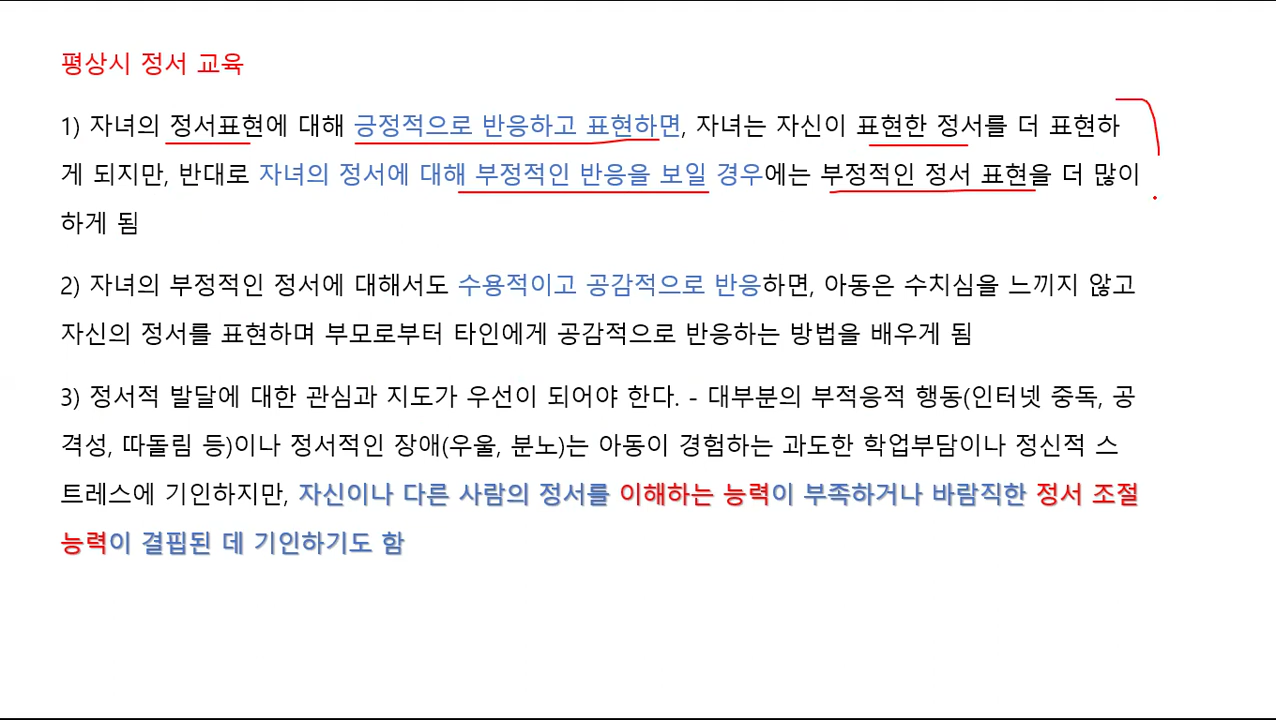 평상시 정서 교육
1) 자녀의 정서표현에 대해 긍정적으로 반응하고 표현하면, 자녀는 자신이 표현한 정서를 더 표현하
게 되지만, 반대로 자녀의 정서에 대해 부정적인 반응을 보일 경우에는 부정적인 정서 표현을 더 많이
하게 됨
2) 자녀의 부정적인 정서에 대해서도 수용적이고 공감적으로 반응하면, 아동은 수치심을 느끼지 않고
자신의 정서를 표현하며 부모로부터 타인에게 공감적으로 반응하는 방법을 배우게 됨
3) 정서적 발달에 대한 관심과 지도가 우선이 되어야 한다. - 대부분의 부적응적 행동(인터넷 중독, 공
격성, 따돌림 등)이나 정서적인 장애(우울, 분노)는 아동이 경험하는 과도한 학업부담이나 정신적 스
트레스에 기인하지만, 자신이나 다른 사람의 정서를 이해하는 능력이 부족하거나 바람직한 정서 조절
능력이 결핍된 데 기인하기도 함